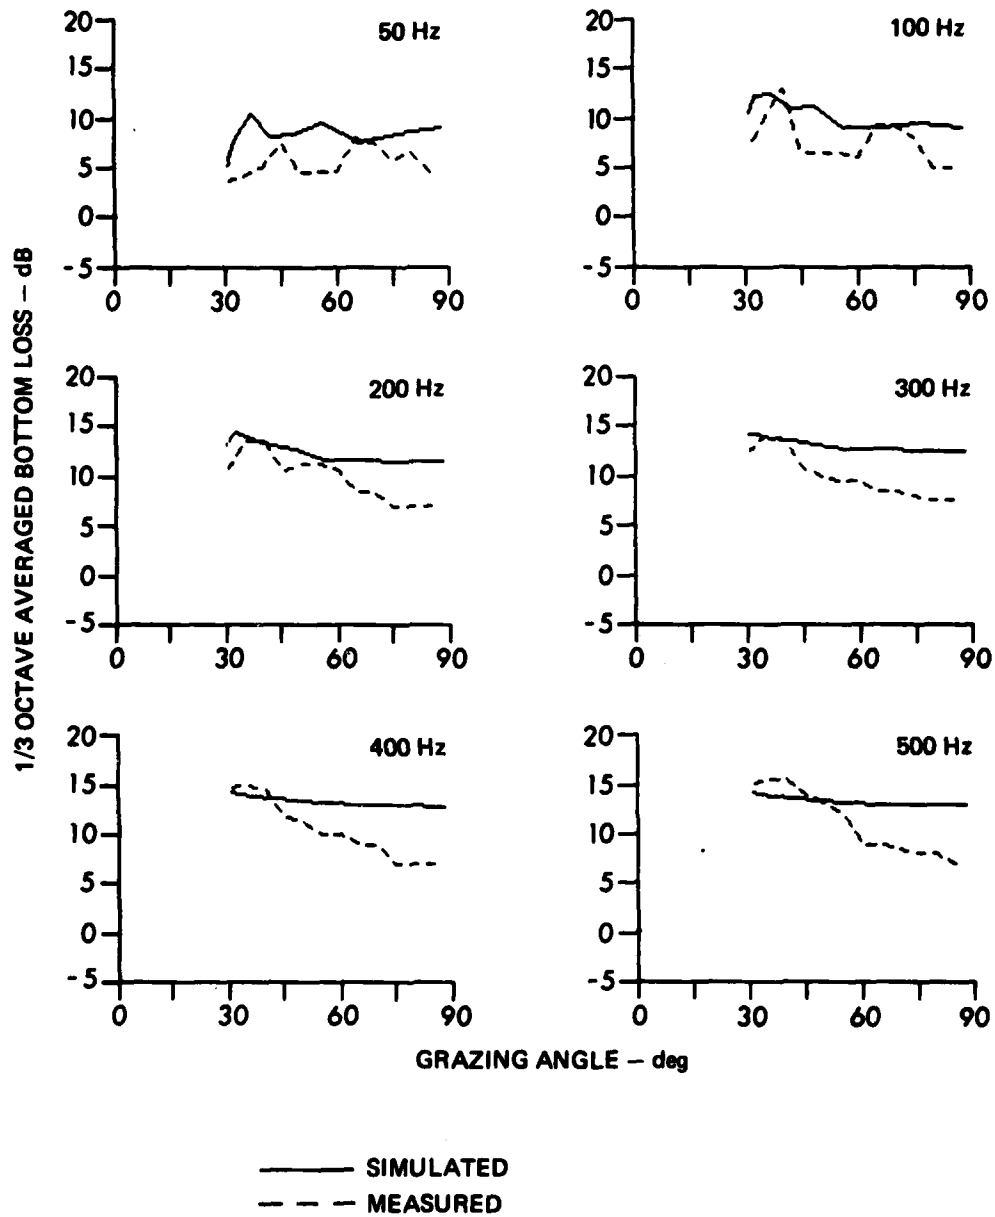 50 Hz
20
15
10
5
0
-5
0 30 60 90
100 Hz
20
15
10
5
0
-5
0 30 60 90
200 Hz
20
15
10
5
0
-5
0 30 60 90
300 Hz
20
15
10
5
0
-5
0 30 60 90
400 Hz
20
15
10
5
0
-5
0 30 60 90
500 Hz
20
15
10
5
0
-5
0 30 60 90
1/3 OCTAVE AVERAGED BOTTOM LOSS – dB
GRAZING ANGLE – deg
SIMULATED
MEASURED